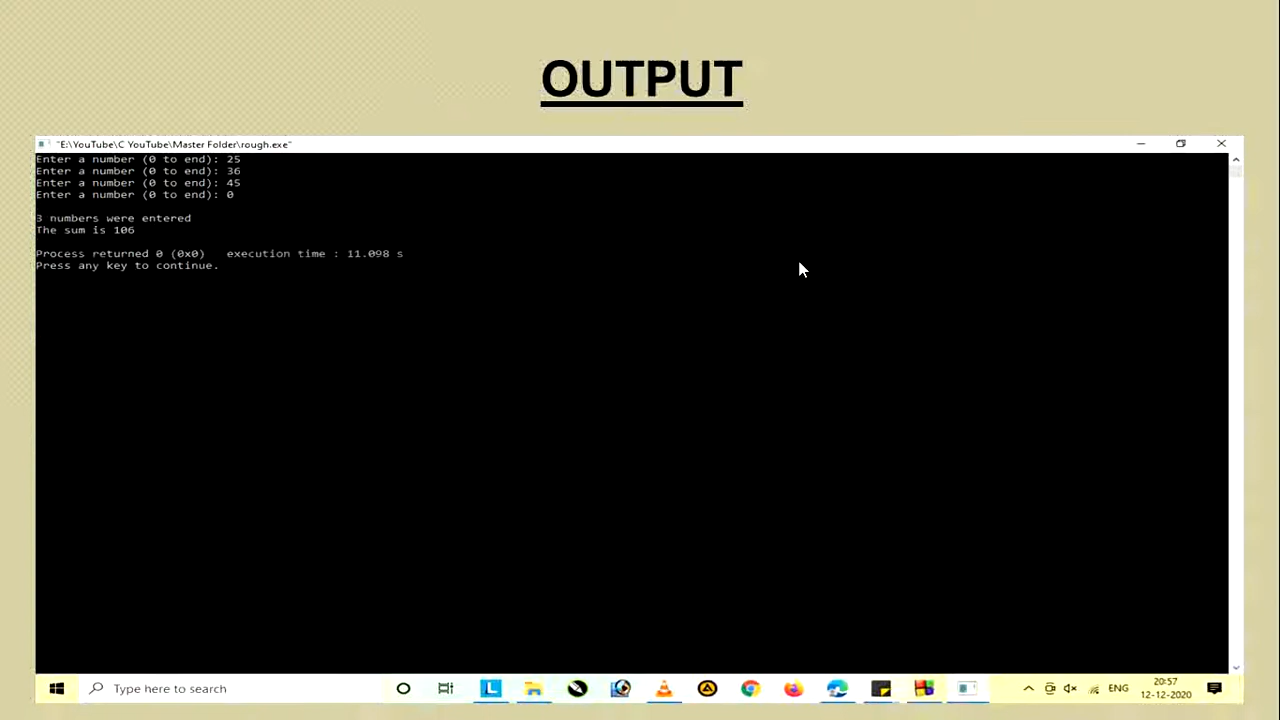 OUTPUT
"E:\YouTube\C YouTube\Master Folder\rough.exe"
Enter a number (0 to end): 25
Enter a number (0 to end): 36
Enter a number (0 to end): 45
Enter a number (0 to end): 0
3 numbers were entered
The sum is 106
Process returned 0 (0x0)   execution time : 11.098 s
Press any key to continue.
Type here to search
L
ENG
20:57
12-12-2020